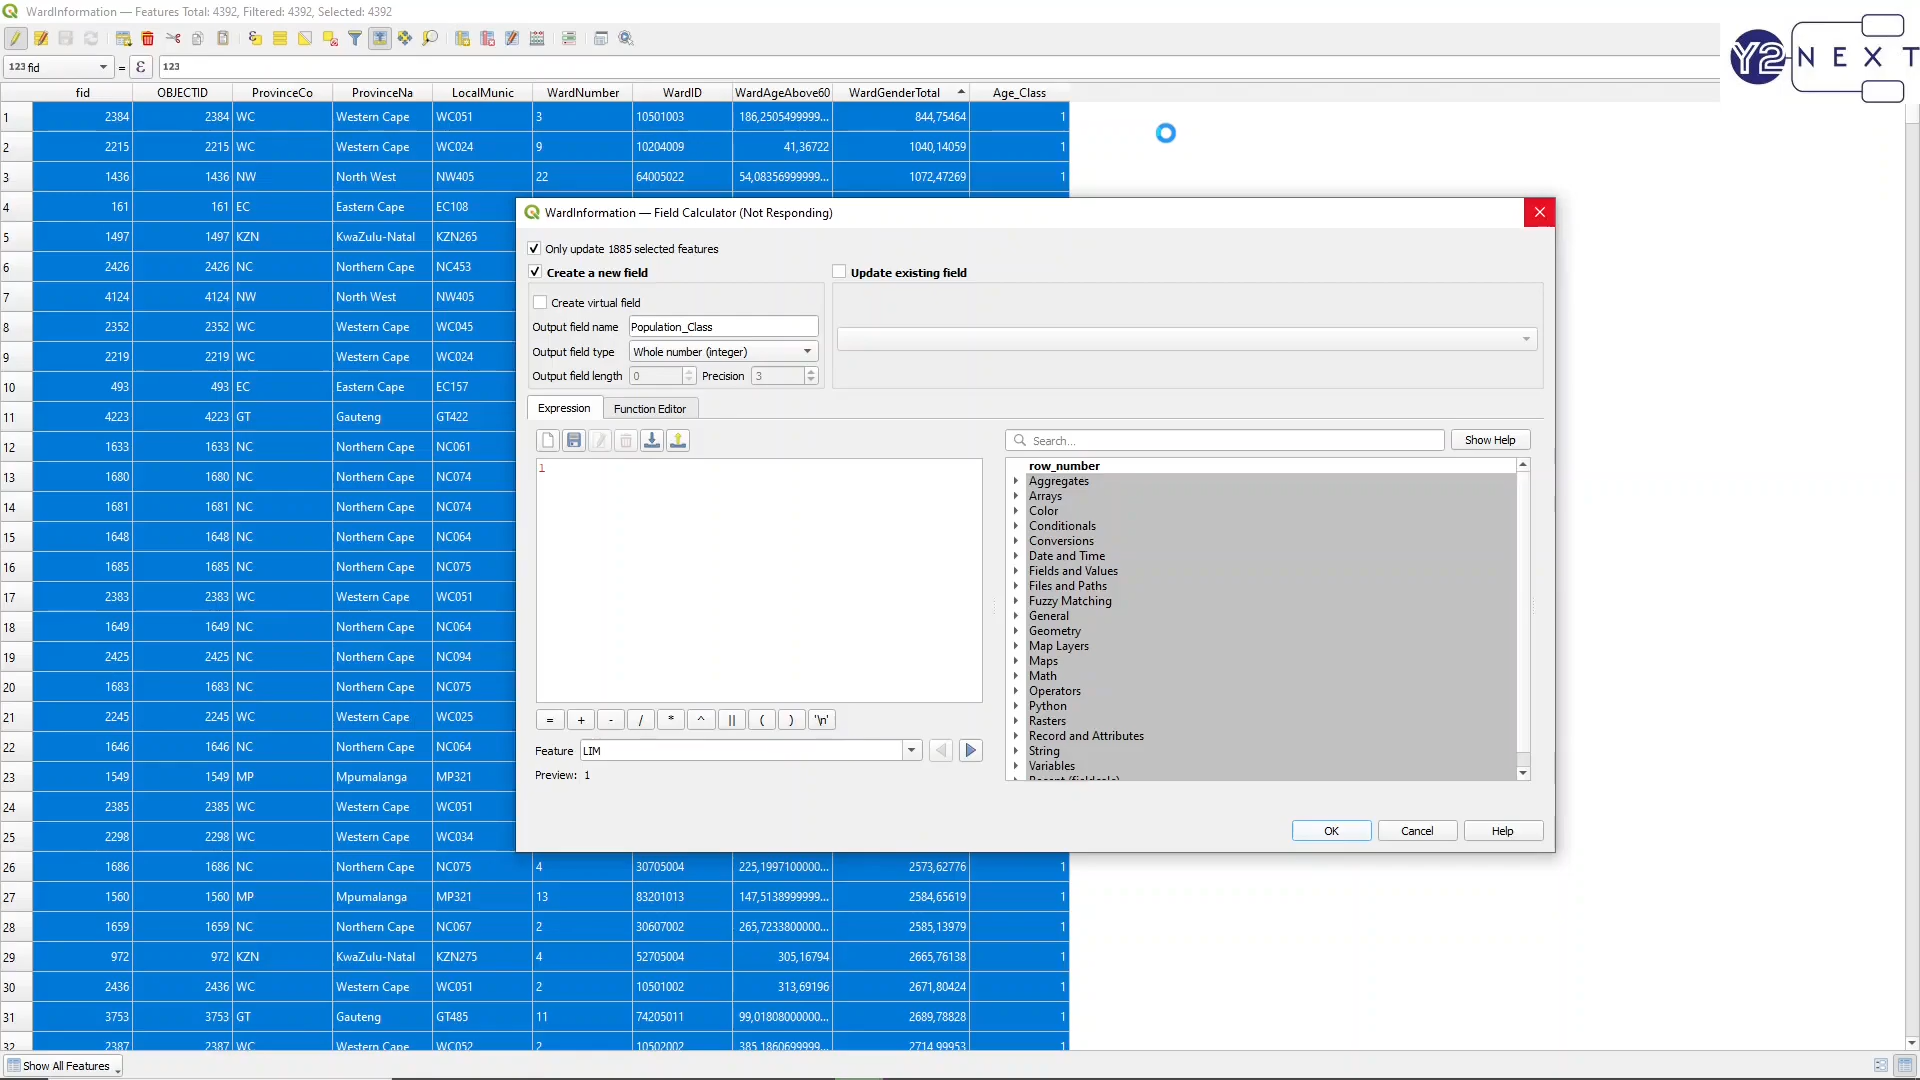 WardInformation — Features Total: 4392, Filtered: 4392, Selected: 4392
123 fid = ε 123
fid OBJECTID ProvinceCo ProvinceNa LocalMunic WardNumber WardID WardAgeAbove60 WardGenderTotal Age_Class
1 2384 2384 WC Western Cape WC051 3 10501003 186,2505499999... 844,75464 1
2 2215 2215 WC Western Cape WC024 9 10204009 41,36722 1040,14059 1
3 1436 1436 NW North West NW405 22 64005022 54,08356999999... 1072,47269 1
4 161 161 EC Eastern Cape EC108
5 1497 1497 KZN KwaZulu-Natal KZN265
6 2426 2426 NC Northern Cape NC453
7 4124 4124 NW North West NW405
8 2352 2352 WC Western Cape WC045
9 2219 2219 WC Western Cape WC024
10 493 493 EC Eastern Cape EC157
11 4223 4223 GT Gauteng GT422
12 1633 1633 NC Northern Cape NC061
13 1680 1680 NC Northern Cape NC074
14 1681 1681 NC Northern Cape NC074
15 1648 1648 NC Northern Cape NC064
16 1685 1685 NC Northern Cape NC075
17 2383 2383 WC Western Cape WC051
18 1649 1649 NC Northern Cape NC064
19 2425 2425 NC Northern Cape NC094
20 1683 1683 NC Northern Cape NC075
21 2245 2245 WC Western Cape WC025
22 1646 1646 NC Northern Cape NC064
23 1549 1549 MP Mpumalanga MP321
24 2385 2385 WC Western Cape WC051
25 2298 2298 WC Western Cape WC034
26 1686 1686 NC Northern Cape NC075 4 30705004 225,1997100000... 2573,62776 1
27 1560 1560 MP Mpumalanga MP321 13 83201013 147,5138999999... 2584,65619 1
28 1659 1659 NC Northern Cape NC067 2 30607002 265,7233800000... 2585,13979 1
29 972 972 KZN KwaZulu-Natal KZN275 4 52705004 305,16794 2665,76138 1
30 2436 2436 WC Western Cape WC051 2 10501002 313,69196 2671,80424 1
31 3753 3753 GT Gauteng GT485 11 74205011 99,01808000000... 2689,78828 1
32 2387 2387 WC Western Cape WC052 2 10502002 385,1860699999... 2714,99953 1
Show All Features
WardInformation — Field Calculator (Not Responding)
Only update 1885 selected features
Create a new field Update existing field
Create virtual field
Output field name Population_Class
Output field type Whole number (integer)
Output field length 0 Precision 3
Expression Function Editor
Search... Show Help
1
row_number
Aggregates
Arrays
Color
Conditionals
Conversions
Date and Time
Fields and Values
Files and Paths
Fuzzy Matching
General
Geometry
Map Layers
Maps
Math
Operators
Python
Rasters
Record and Attributes
String
Variables
Recent (fieldcalc)
= + - / * ^ || ( ) '\n'
Feature LIM
Preview: 1
OK Cancel Help
Y2 NEXT